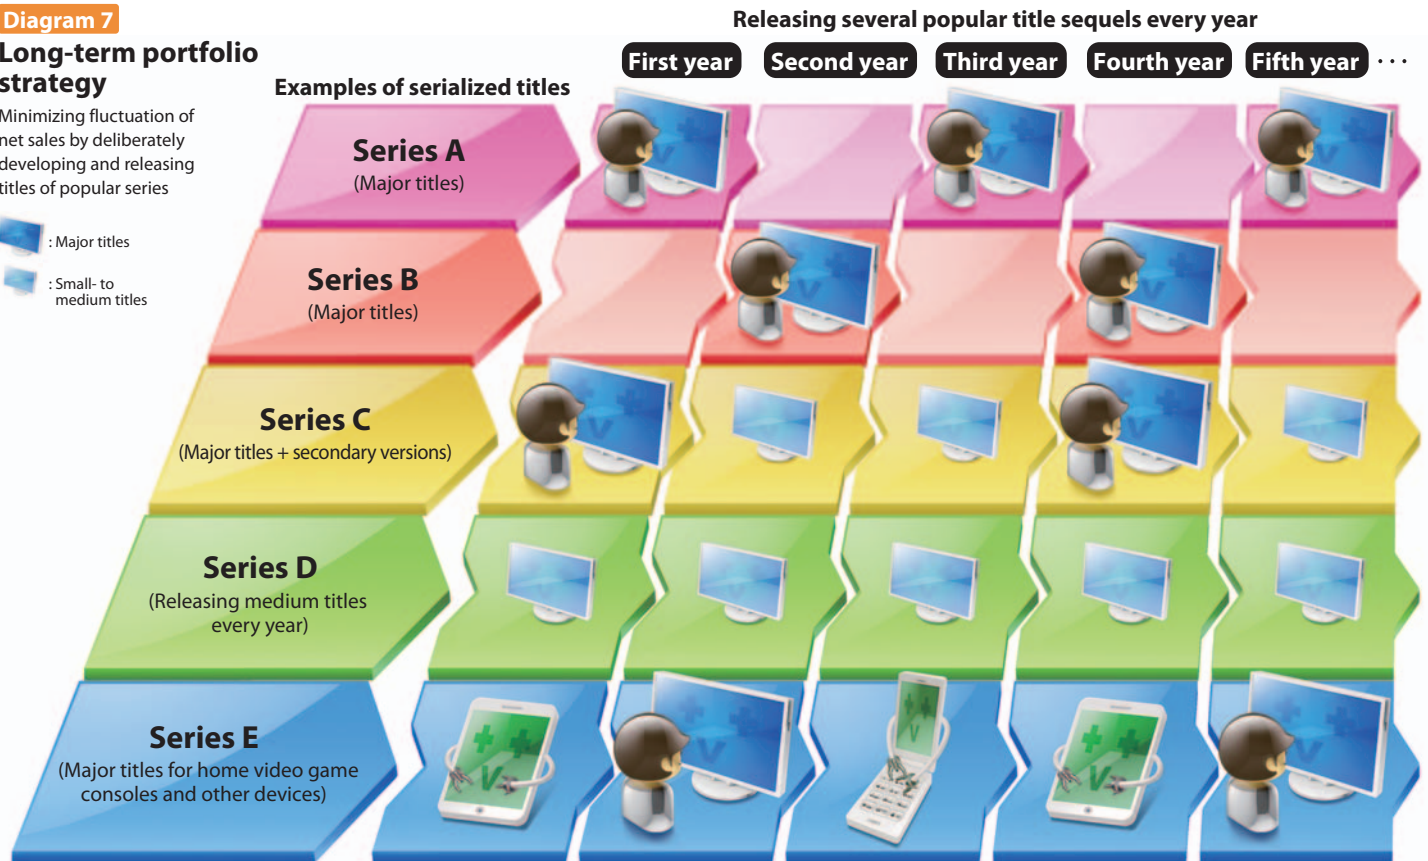 Diagram 7
Long-term portfolio
strategy
Minimizing fluctuation of
net sales by deliberately
developing and releasing
titles of popular series
: Major titles
: Small- to
medium titles
Releasing several popular title sequels every year
Examples of serialized titles
First year
Second year
Third year
Fourth year
Fifth year
···
Series A
(Major titles)
Series B
(Major titles)
Series C
(Major titles + secondary versions)
Series D
(Releasing medium titles
every year)
Series E
(Major titles for home video game
consoles and other devices)